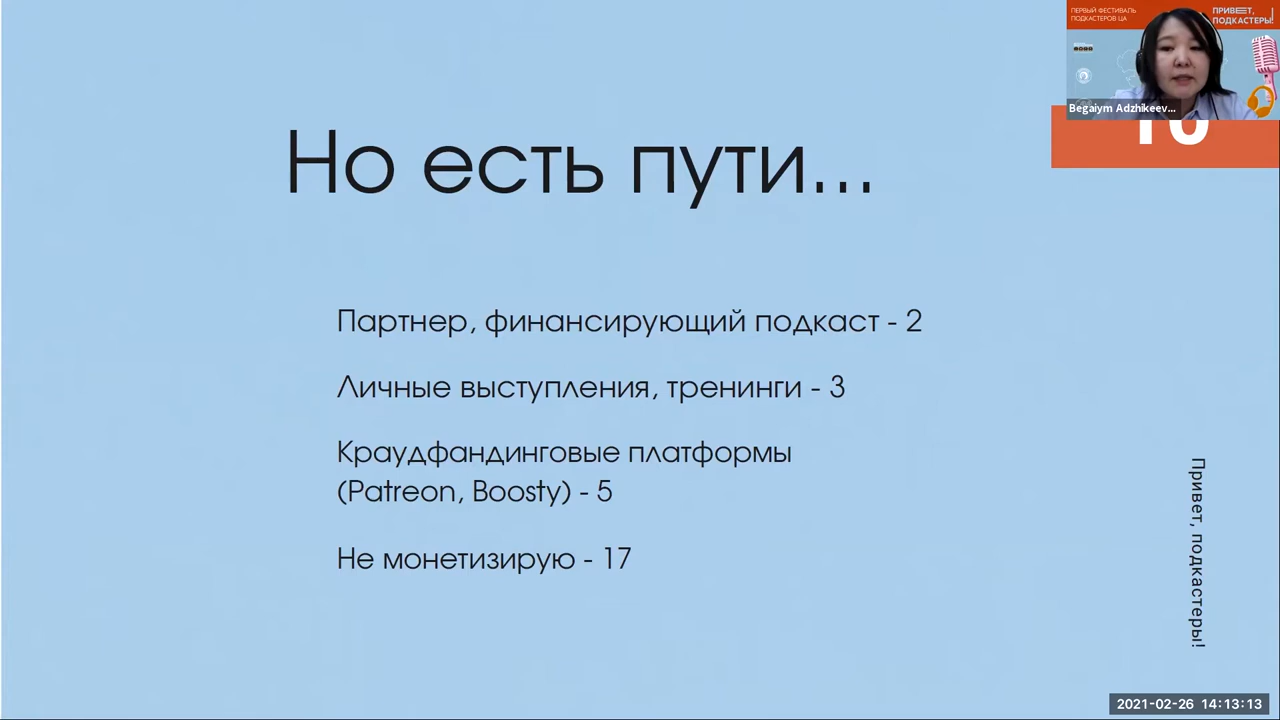 ПЕРВЫЙ ФЕСТИВАЛЬ
ПОДКАСТЕРОВ ЦА
ПРИВЕТ,
ПОДКАСТЕРЫ!
Begaiym Adzhikeev...
10
Но есть пути...
Партнер, финансирующий подкаст - 2
Личные выступления, тренинги - 3
Краудфандинговые платформы
(Patreon, Boosty) - 5
Не монетизирую - 17
Привет, подкастеры!
2021-02-26 14:13:13